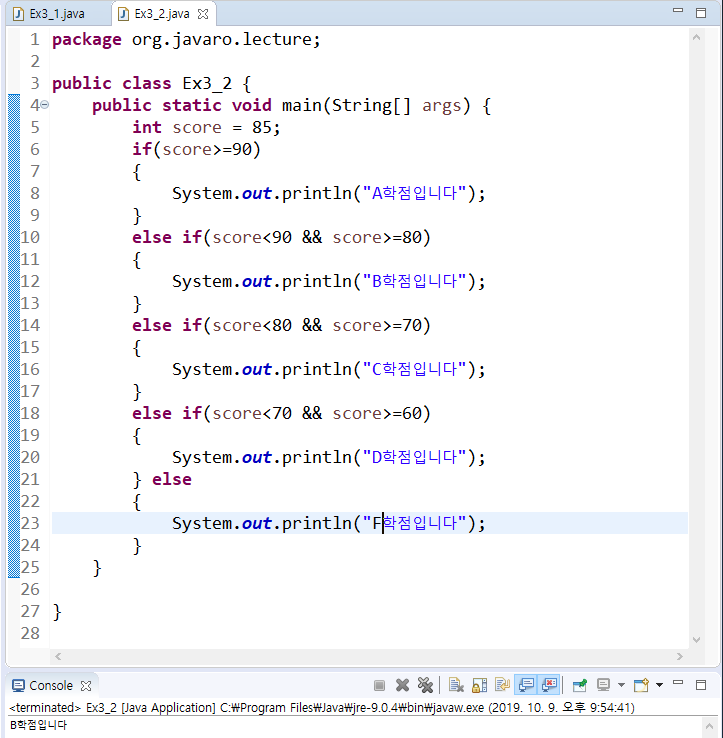 Ex3_1.java Ex3_2.java
1 package org.javaro.lecture;
2
3 public class Ex3_2 {
4 public static void main(String[] args) {
5 int score = 85;
6 if(score>=90)
7 {
8 System.out.println("A학점입니다");
9 }
10 else if(score<90 && score>=80)
11 {
12 System.out.println("B학점입니다");
13 }
14 else if(score<80 && score>=70)
15 {
16 System.out.println("C학점입니다");
17 }
18 else if(score<70 && score>=60)
19 {
20 System.out.println("D학점입니다");
21 } else
22 {
23 System.out.println("F학점입니다");
24 }
25 }
26
27 }
28
Console
<terminated> Ex3_2 [Java Application] C:₩Program Files₩Java₩jre-9.0.4₩bin₩javaw.exe (2019. 10. 9. 오후 9:54:41)
B학점입니다